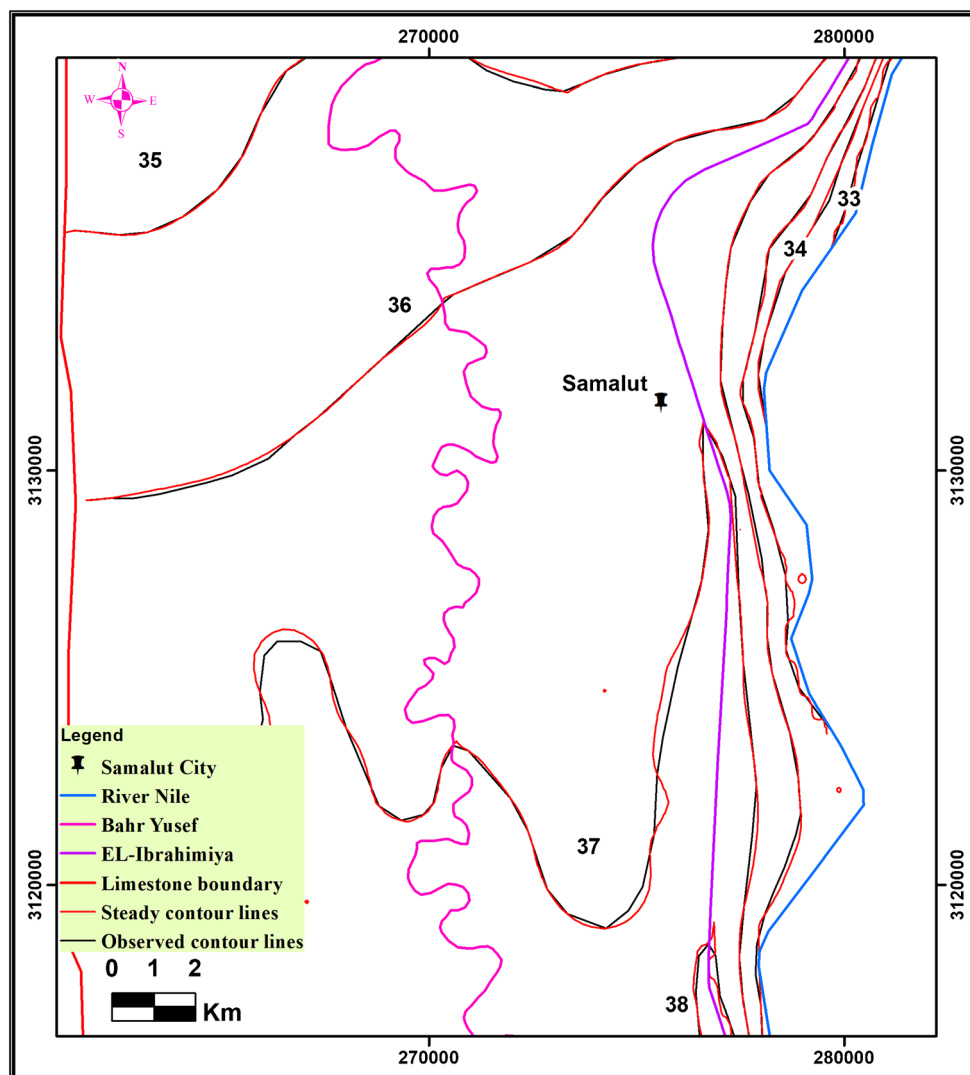 270000
280000
N
W
E
S
35
33
34
36
Samalut
3130000
3130000
Legend
Samalut City
River Nile
Bahr Yusef
EL-Ibrahimiya
Limestone boundary
Steady contour lines
Observed contour lines
37
3120000
3120000
0 1 2
Km
38
270000
280000